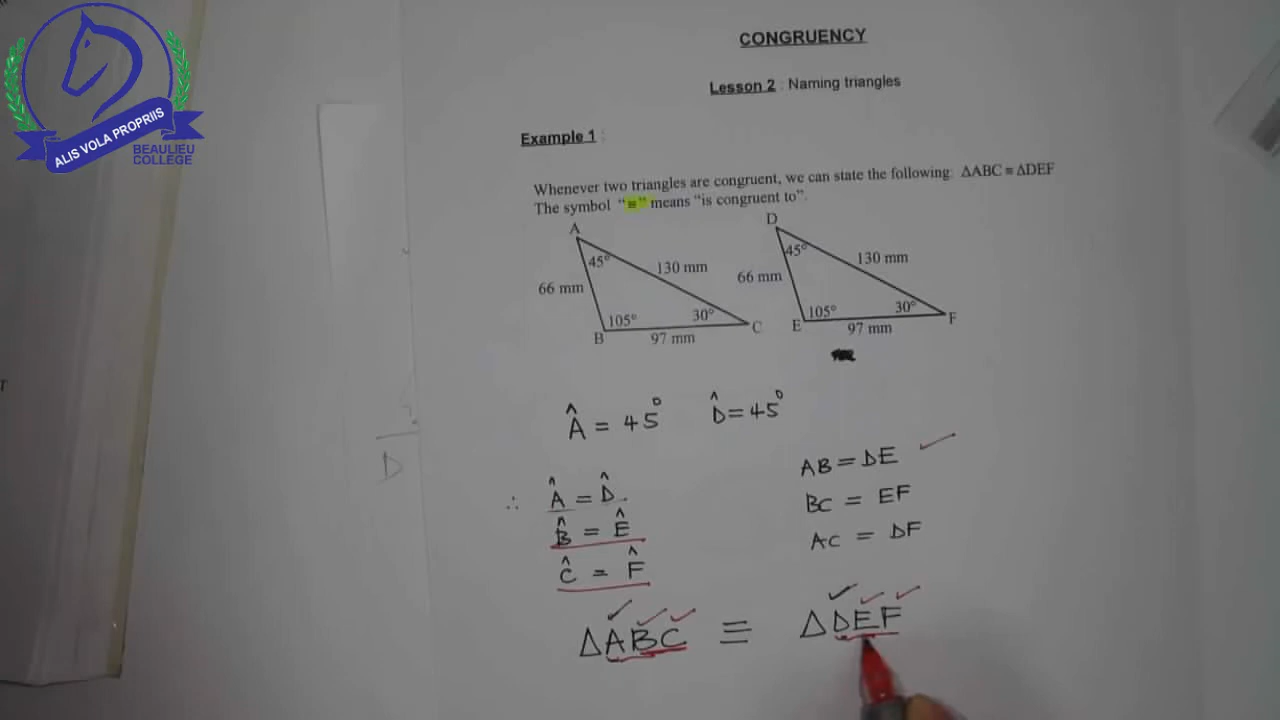 ALIS VOLA PROPRIIS
BEAULIEU
COLLEGE
CONGRUENCY
Lesson 2 : Naming triangles
Example 1 :
Whenever two triangles are congruent, we can state the following: ΔABC ≡ ΔDEF
The symbol “≡” means “is congruent to”.
A
D
45°
130 mm
45°
130 mm
66 mm
66 mm
105°
30°
C
105°
30°
F
B
97 mm
E
97 mm
Â = 45° D̂ = 45°
AB = DE ✓
∴ Â = D̂.
BC = EF
B̂ = Ê
AC = DF
Ĉ = F̂
ΔABC ≡ ΔDEF
D
T